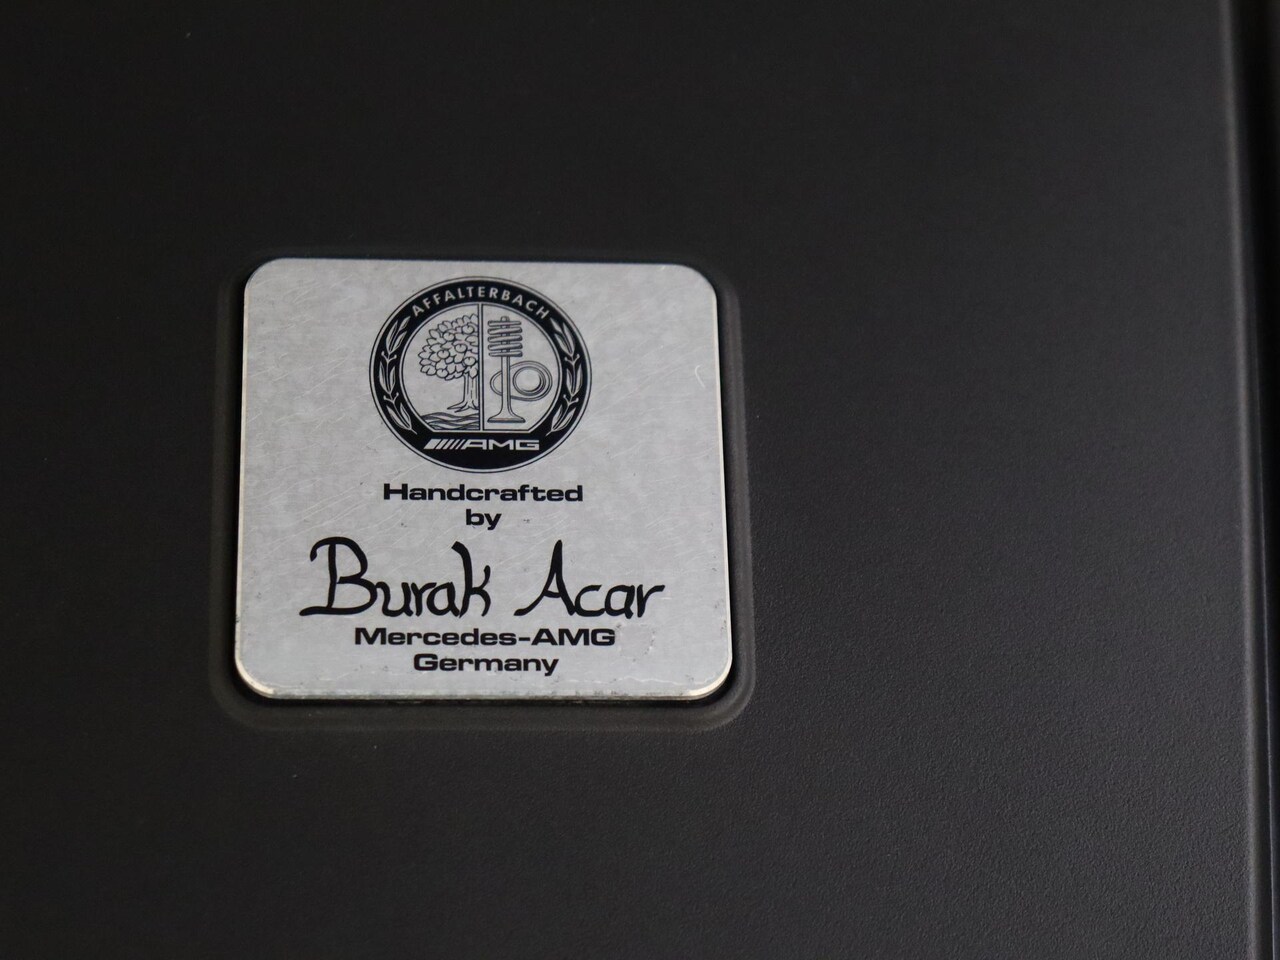 AFFALTERBACH
AMG
Handcrafted
by
Burak Acar
Mercedes-AMG
Germany